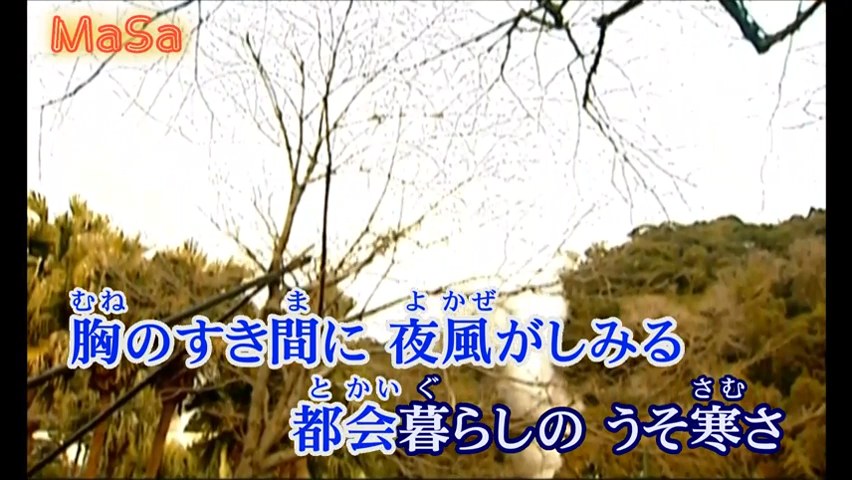 MaSa
むね ま よ かぜ
胸のすき間に 夜風がしみる
と かい ぐ さむ
都会暮らしの うそ寒さ